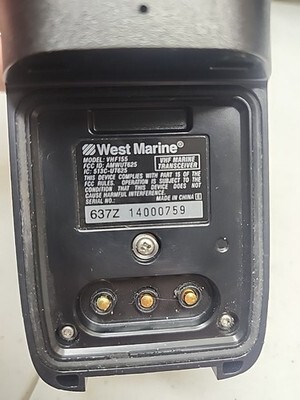 West Marine®
MODEL: VHF155
FCC ID: AMWUT625
IC: 513C-UT625
VHF MARINE
TRANSCEIVER
THIS DEVICE COMPLIES WITH PART 15 OF THE
FCC RULES. OPERATION IS SUBJECT TO THE
CONDITION THAT THIS DEVICE DOES NOT
CAUSE HARMFUL INTERFERENCE.
SERIAL NO. MADE IN CHINA E
637Z 14000759